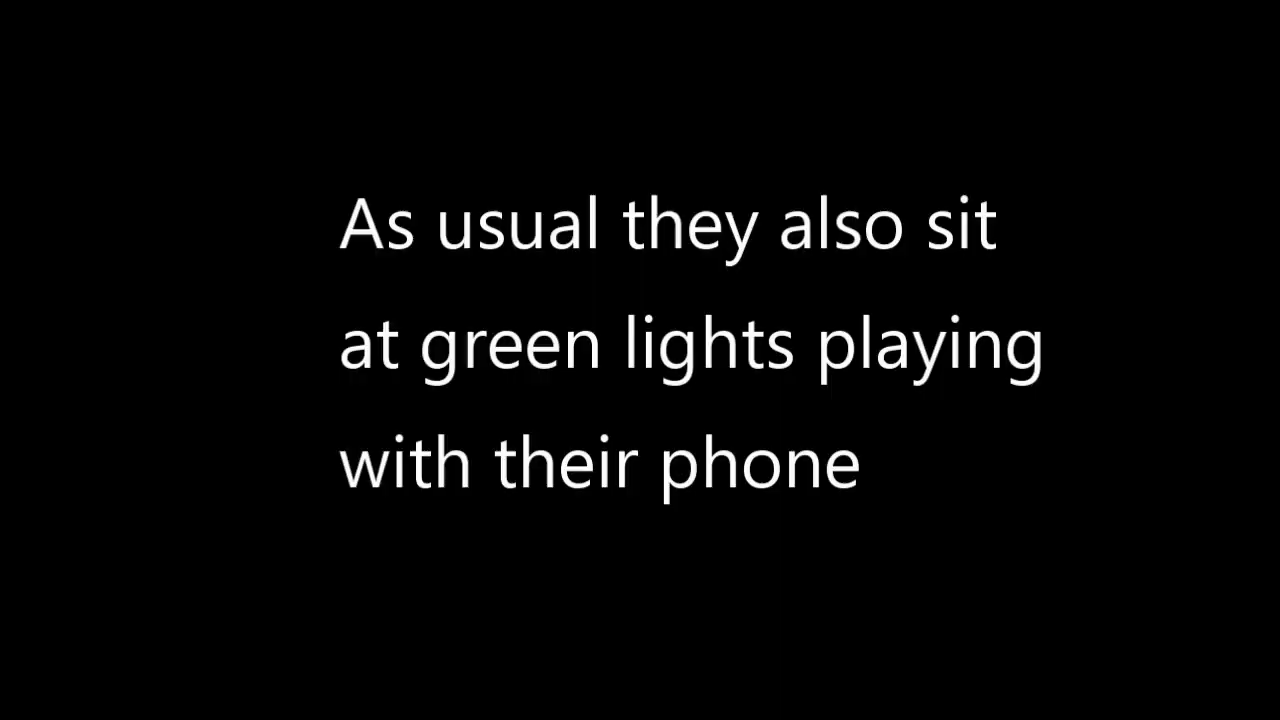 As usual they also sit
at green lights playing
with their phone